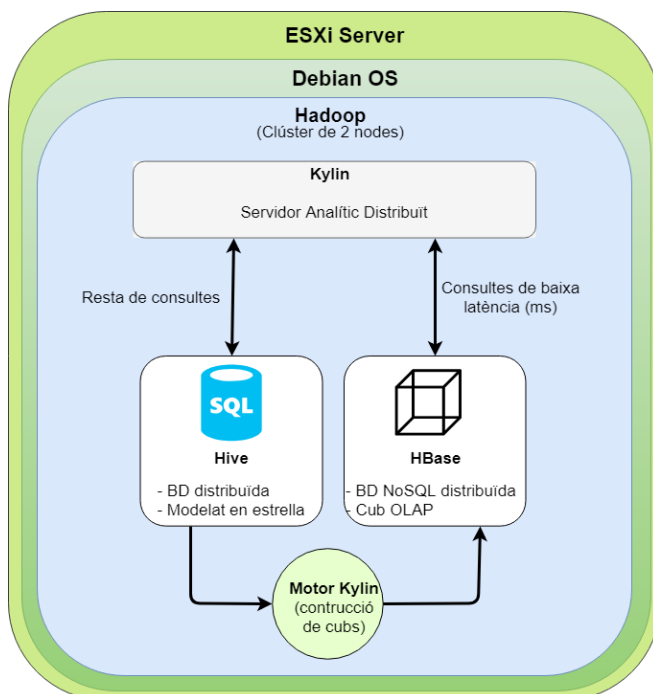 ESXi Server
Debian OS
Hadoop
(Clúster de 2 nodes)
Kylin
Servidor Analític Distribuït
Resta de consultes
Consultes de baixa
latència (ms)
SQL
Hive
- BD distribuïda
- Modelat en estrella
HBase
- BD NoSQL distribuïda
- Cub OLAP
Motor Kylin
(contrucció
de cubs)